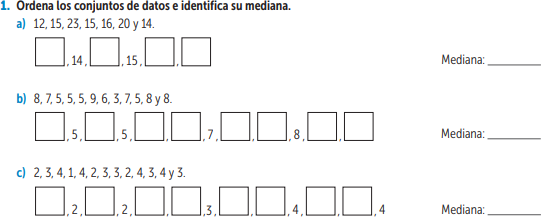 1. Ordena los conjuntos de datos e identifica su mediana.
a) 12, 15, 23, 15, 16, 20 y 14.
, 14, , 15, , Mediana:
b) 8, 7, 5, 5, 5, 9, 6, 3, 7, 5, 8 y 8.
, 5, , 5, , , 7, , , 8, , Mediana:
c) 2, 3, 4, 1, 4, 2, 3, 3, 2, 4, 3, 4 y 3.
, 2, , 2, , , 3, , , 4, , , 4 Mediana: